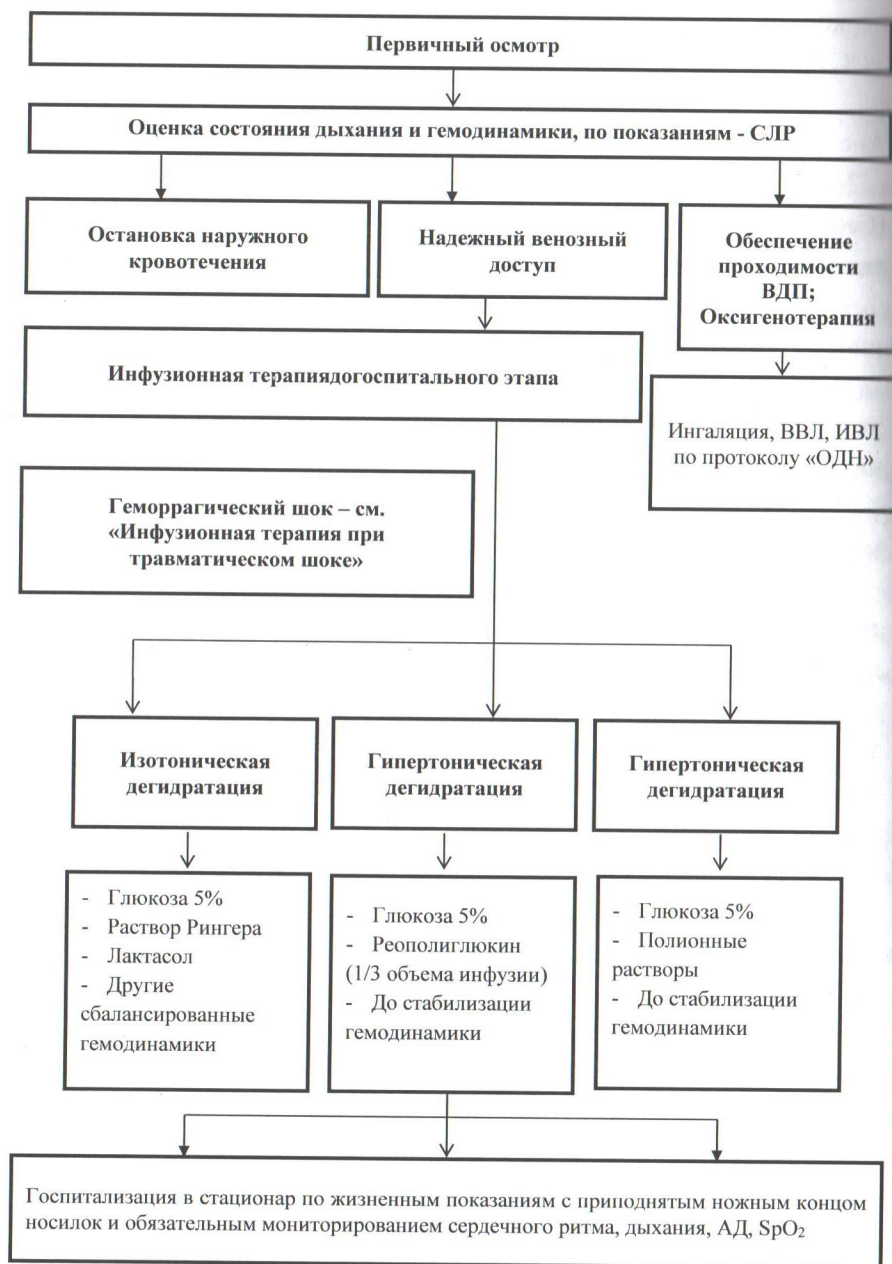 Первичный осмотр
Оценка состояния дыхания и гемодинамики, по показаниям - СЛР
Остановка наружного
кровотечения
Надежный венозный
доступ
Обеспечение
проходимости
ВДП;
Оксигенотерапия
Инфузионная терапиядогоспитального этапа
Ингаляция, ВВЛ, ИВЛ
по протоколу «ОДН»
Геморрагический шок – см.
«Инфузионная терапия при
травматическом шоке»
Изотоническая
дегидратация
Гипертоническая
дегидратация
Гипертоническая
дегидратация
- Глюкоза 5%
- Раствор Рингера
- Лактасол
- Другие
сбалансированные
гемодинамики
- Глюкоза 5%
- Реополиглюкин
(1/3 объема инфузии)
- До стабилизации
гемодинамики
- Глюкоза 5%
- Полионные
растворы
- До стабилизации
гемодинамики
Госпитализация в стационар по жизненным показаниям с приподнятым ножным концом
носилок и обязательным мониторированием сердечного ритма, дыхания, АД, SpO₂